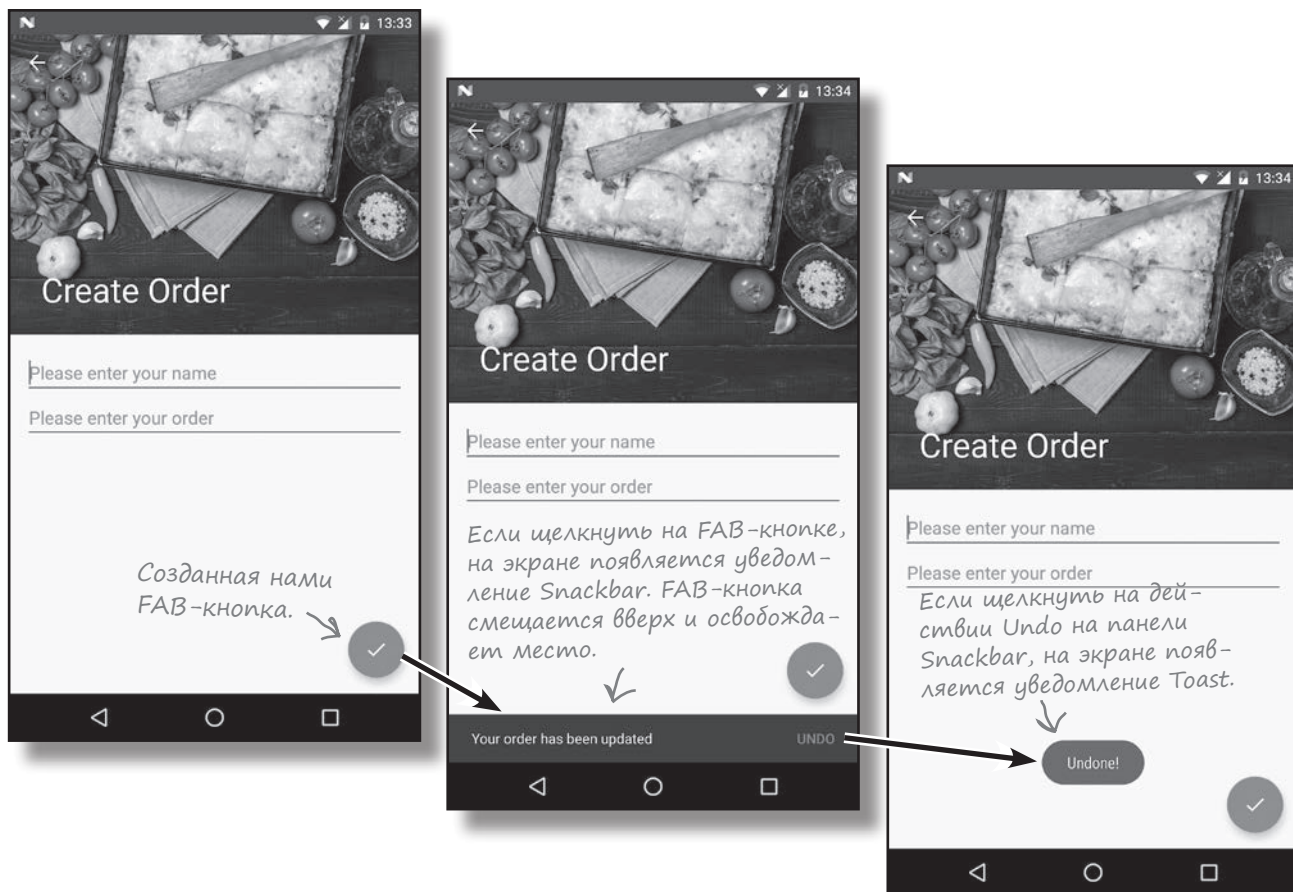 13:33
Create Order
Please enter your name
Please enter your order
Созданная нами
FAB-кнопка.
13:34
Create Order
Please enter your name
Please enter your order
Если щелкнуть на FAB-кнопке,
на экране появляется уведом-
ление Snackbar. FAB-кнопка
смещается вверх и освобожда-
ет место.
Your order has been updated
UNDO
13:34
Create Order
Please enter your name
Please enter your order
Если щелкнуть на дей-
ствии Undo на панели
Snackbar, на экране появ-
ляется уведомление Toast.
Undone!